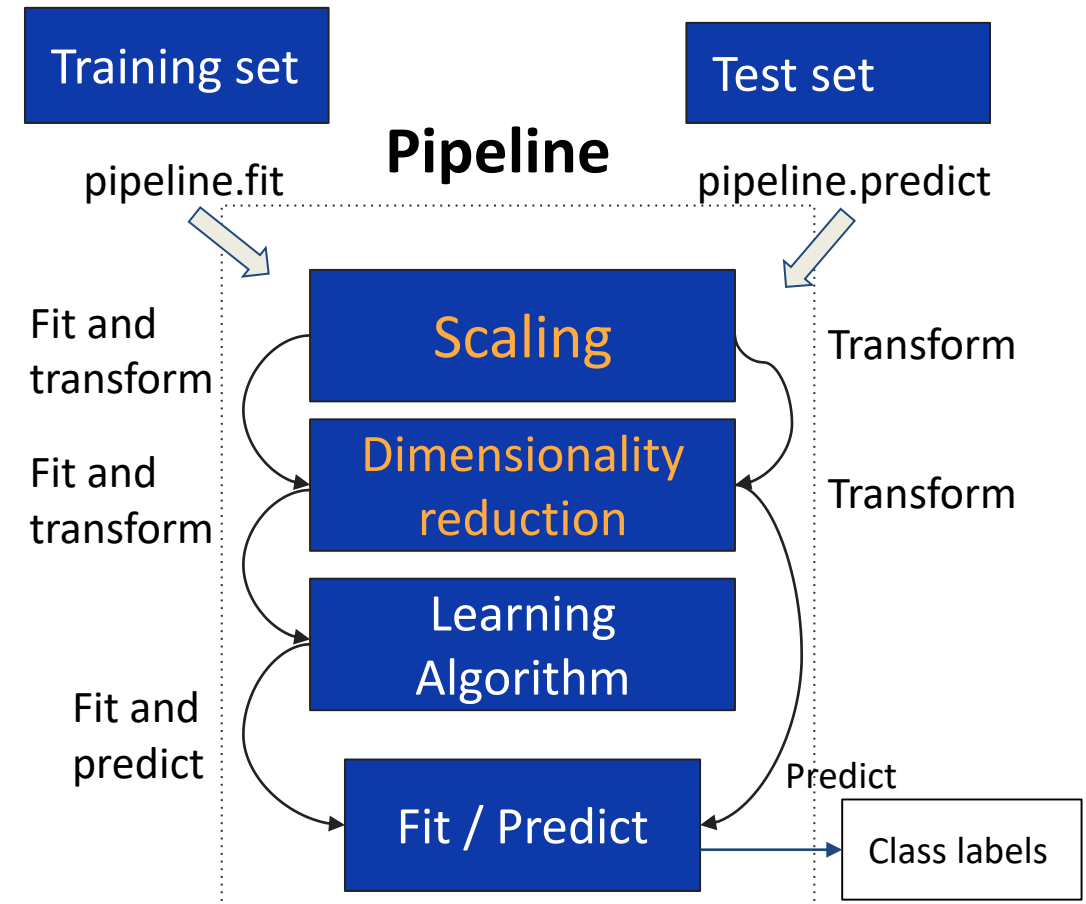 Training set
Test set
Pipeline
pipeline.fit
pipeline.predict
Scaling
Fit and
transform
Transform
Dimensionality
reduction
Fit and
transform
Transform
Learning
Algorithm
Fit and
predict
Predict
Fit / Predict
Class labels